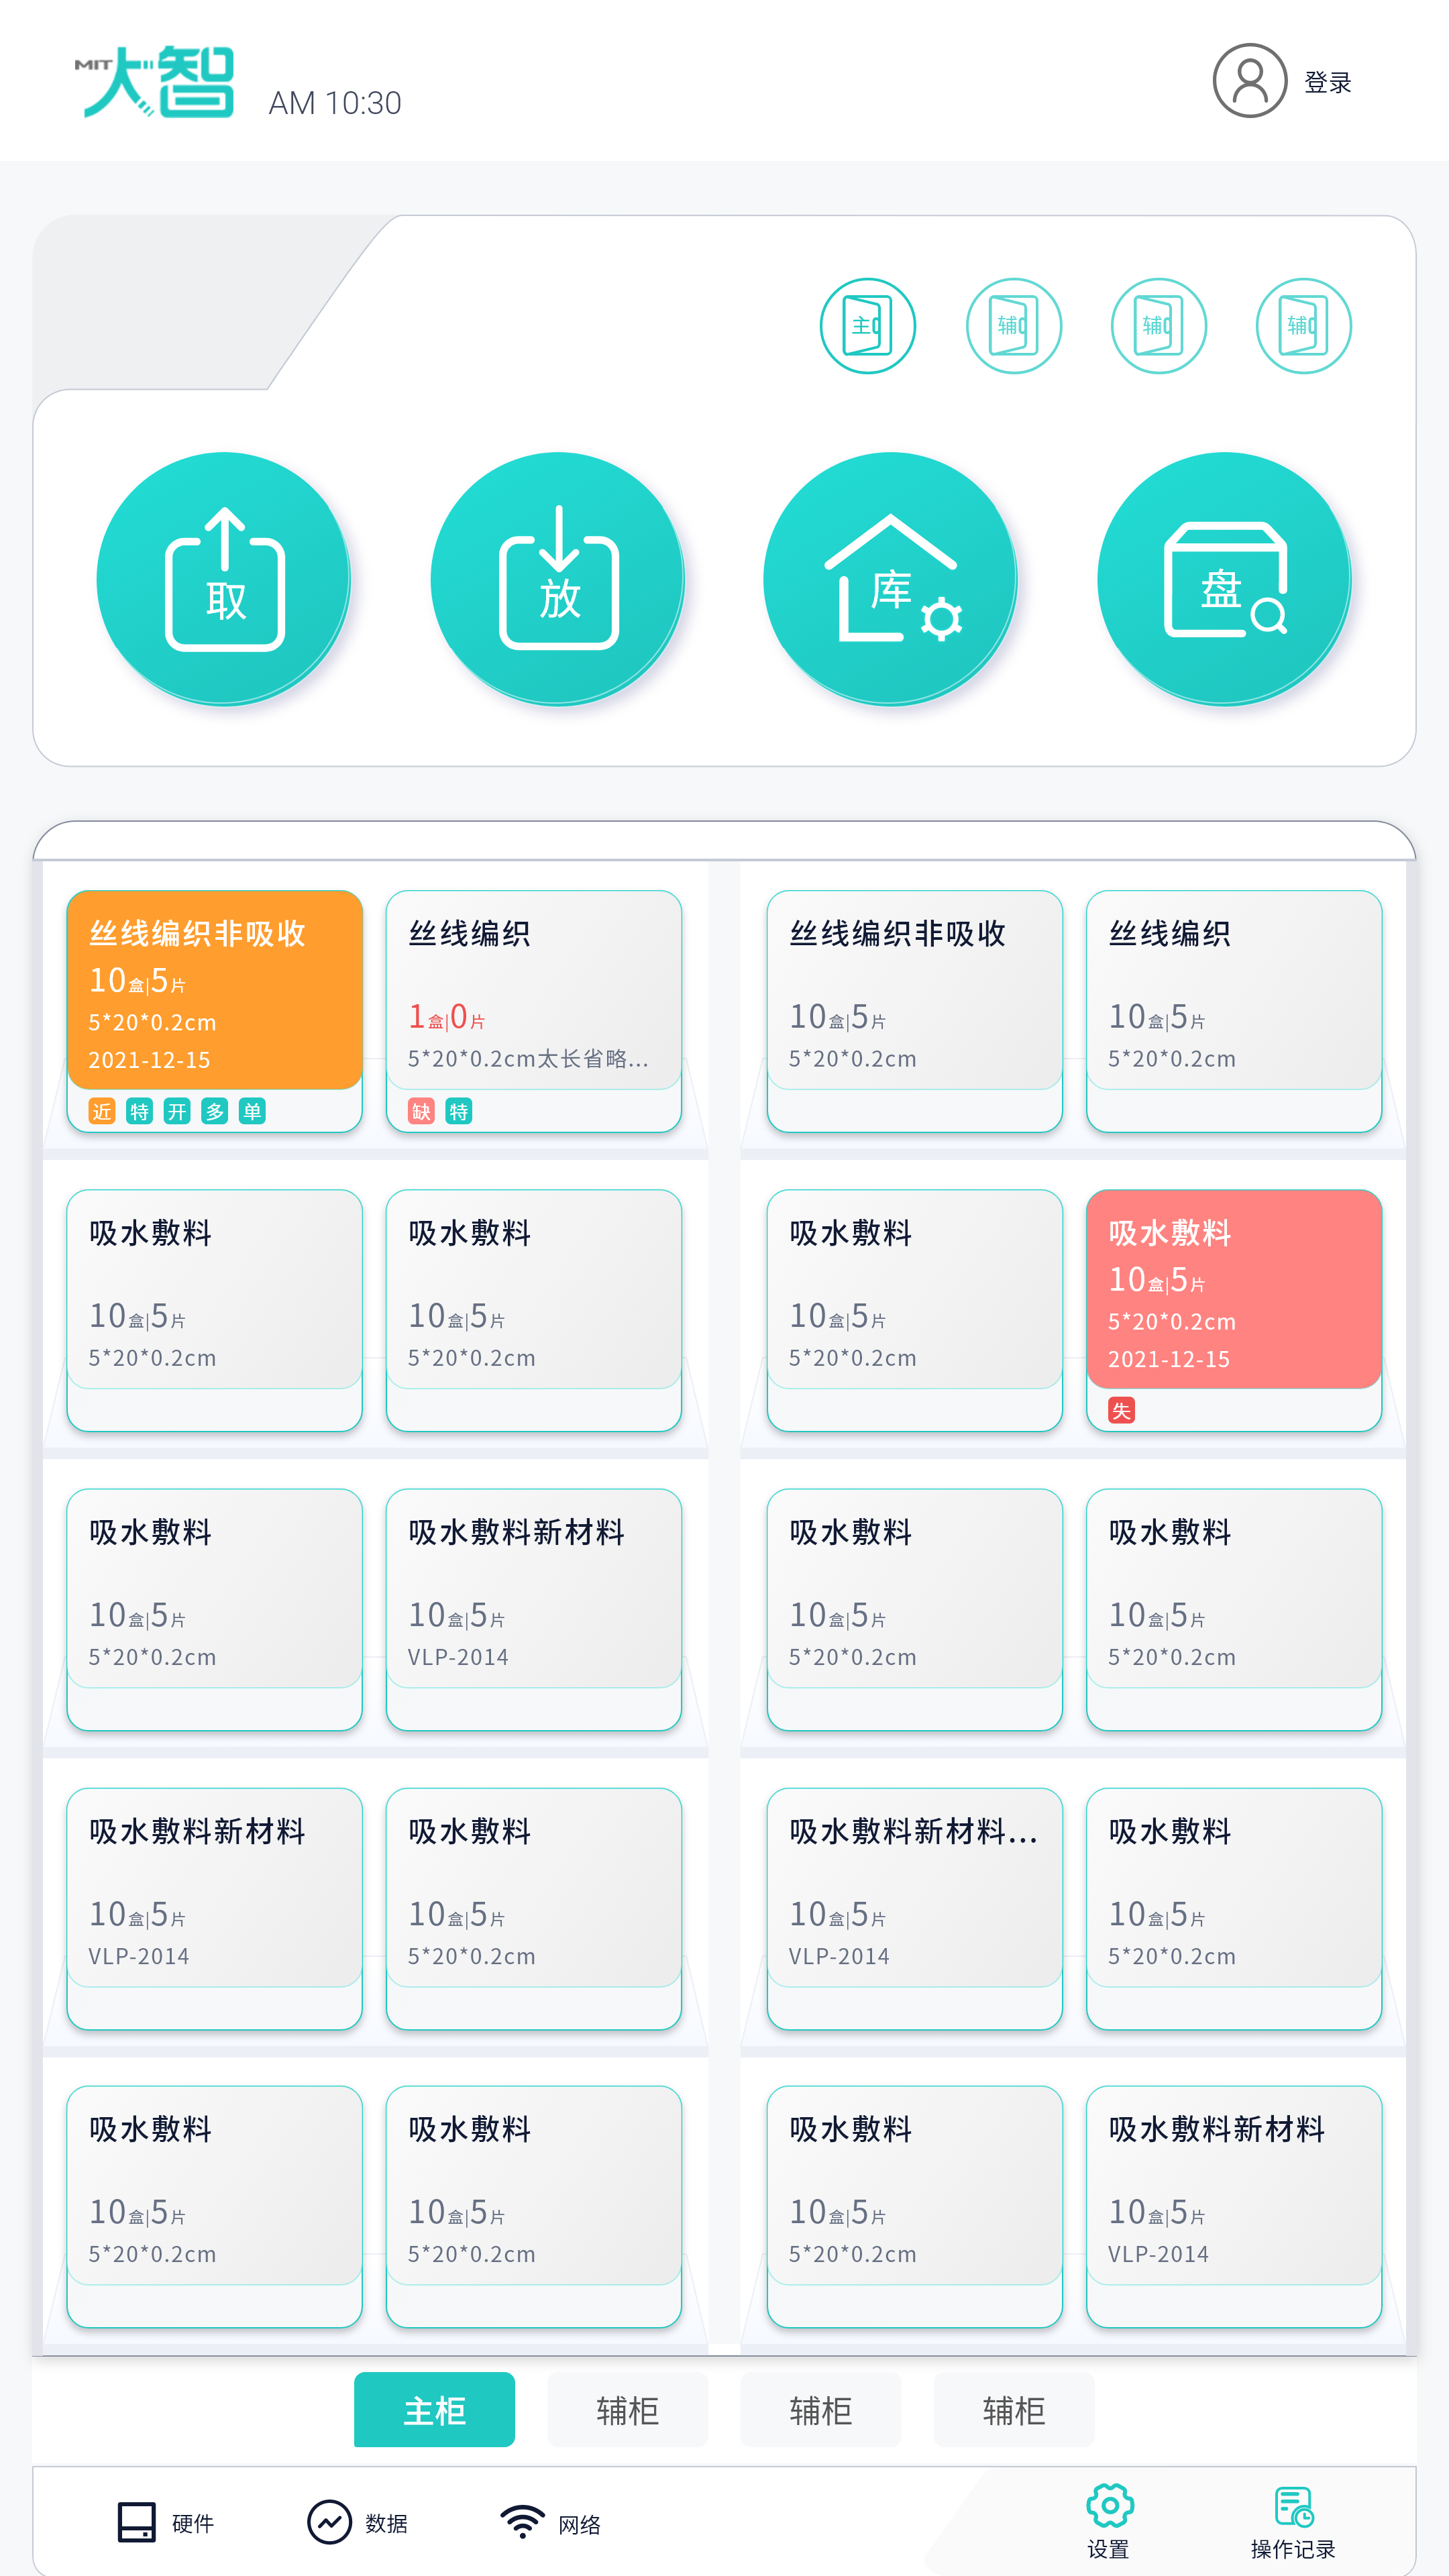 MIT大智
AM 10:30
登录
主
辅
辅
辅
取
放
库
盘
丝线编织非吸收
10盒|5片
5*20*0.2cm
2021-12-15
近 特 开 多 单
丝线编织
1盒|0片
5*20*0.2cm太长省略...
缺 特
丝线编织非吸收
10盒|5片
5*20*0.2cm
丝线编织
10盒|5片
5*20*0.2cm
吸水敷料
10盒|5片
5*20*0.2cm
吸水敷料
10盒|5片
5*20*0.2cm
吸水敷料
10盒|5片
5*20*0.2cm
吸水敷料
10盒|5片
5*20*0.2cm
2021-12-15
失
吸水敷料
10盒|5片
5*20*0.2cm
吸水敷料新材料
10盒|5片
VLP-2014
吸水敷料
10盒|5片
5*20*0.2cm
吸水敷料
10盒|5片
5*20*0.2cm
吸水敷料新材料
10盒|5片
VLP-2014
吸水敷料
10盒|5片
5*20*0.2cm
吸水敷料新材料...
10盒|5片
VLP-2014
吸水敷料
10盒|5片
5*20*0.2cm
吸水敷料
10盒|5片
5*20*0.2cm
吸水敷料
10盒|5片
5*20*0.2cm
吸水敷料
10盒|5片
5*20*0.2cm
吸水敷料新材料
10盒|5片
VLP-2014
主柜
辅柜
辅柜
辅柜
硬件
数据
网络
设置
操作记录